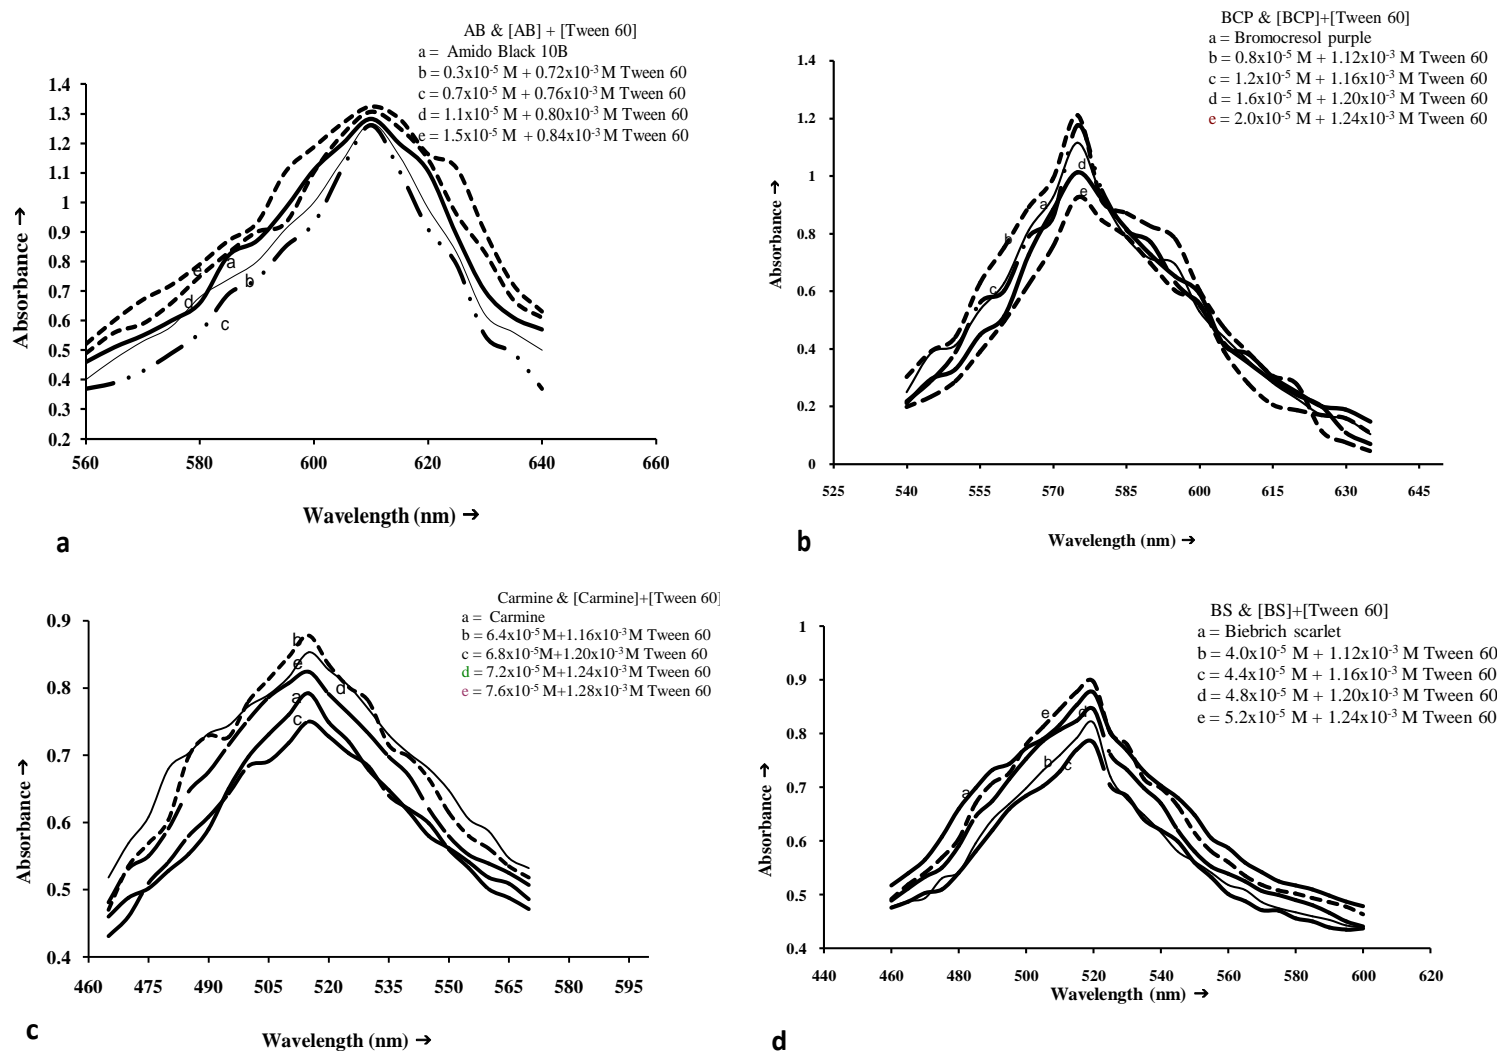 AB & [AB] + [Tween 60]
a = Amido Black 10B
b = 0.3x10⁻⁵ M + 0.72x10⁻³ M Tween 60
c = 0.7x10⁻⁵ M + 0.76x10⁻³ M Tween 60
d = 1.1x10⁻⁵ M + 0.80x10⁻³ M Tween 60
e = 1.5x10⁻⁵ M + 0.84x10⁻³ M Tween 60
1.4
1.3
1.2
1.1
1
0.9
0.8
0.7
0.6
0.5
0.4
0.3
0.2
Absorbance →
e
a
b
d
c
560 580 600 620 640 660
Wavelength (nm) →
a
BCP & [BCP]+[Tween 60]
a = Bromocresol purple
b = 0.8x10⁻⁵ M + 1.12x10⁻³ M Tween 60
c = 1.2x10⁻⁵ M + 1.16x10⁻³ M Tween 60
d = 1.6x10⁻⁵ M + 1.20x10⁻³ M Tween 60
e = 2.0x10⁻⁵ M + 1.24x10⁻³ M Tween 60
1.4
1.2
1
0.8
0.6
0.4
0.2
0
Absorbance →
d
e
a
b
c
525 540 555 570 585 600 615 630 645
Wavelength (nm) →
b
Carmine & [Carmine]+[Tween 60]
a = Carmine
b = 6.4x10⁻⁵ M+1.16x10⁻³ M Tween 60
c = 6.8x10⁻⁵M+1.20x10⁻³ M Tween 60
d = 7.2x10⁻⁵ M+1.24x10⁻³ M Tween 60
e = 7.6x10⁻⁵ M+1.28x10⁻³ M Tween 60
0.9
0.8
0.7
0.6
0.5
0.4
Absorbance →
b
e
d
a
c
460 475 490 505 520 535 550 565 580 595
Wavelength (nm) →
c
BS & [BS]+[Tween 60]
a = Biebrich scarlet
b = 4.0x10⁻⁵ M + 1.12x10⁻³ M Tween 60
c = 4.4x10⁻⁵ M + 1.16x10⁻³ M Tween 60
d = 4.8x10⁻⁵ M + 1.20x10⁻³ M Tween 60
e = 5.2x10⁻⁵ M + 1.24x10⁻³ M Tween 60
1
0.9
0.8
0.7
0.6
0.5
0.4
Absorbance →
e
d
b
c
a
440 460 480 500 520 540 560 580 600 620
Wavelength (nm) →
d